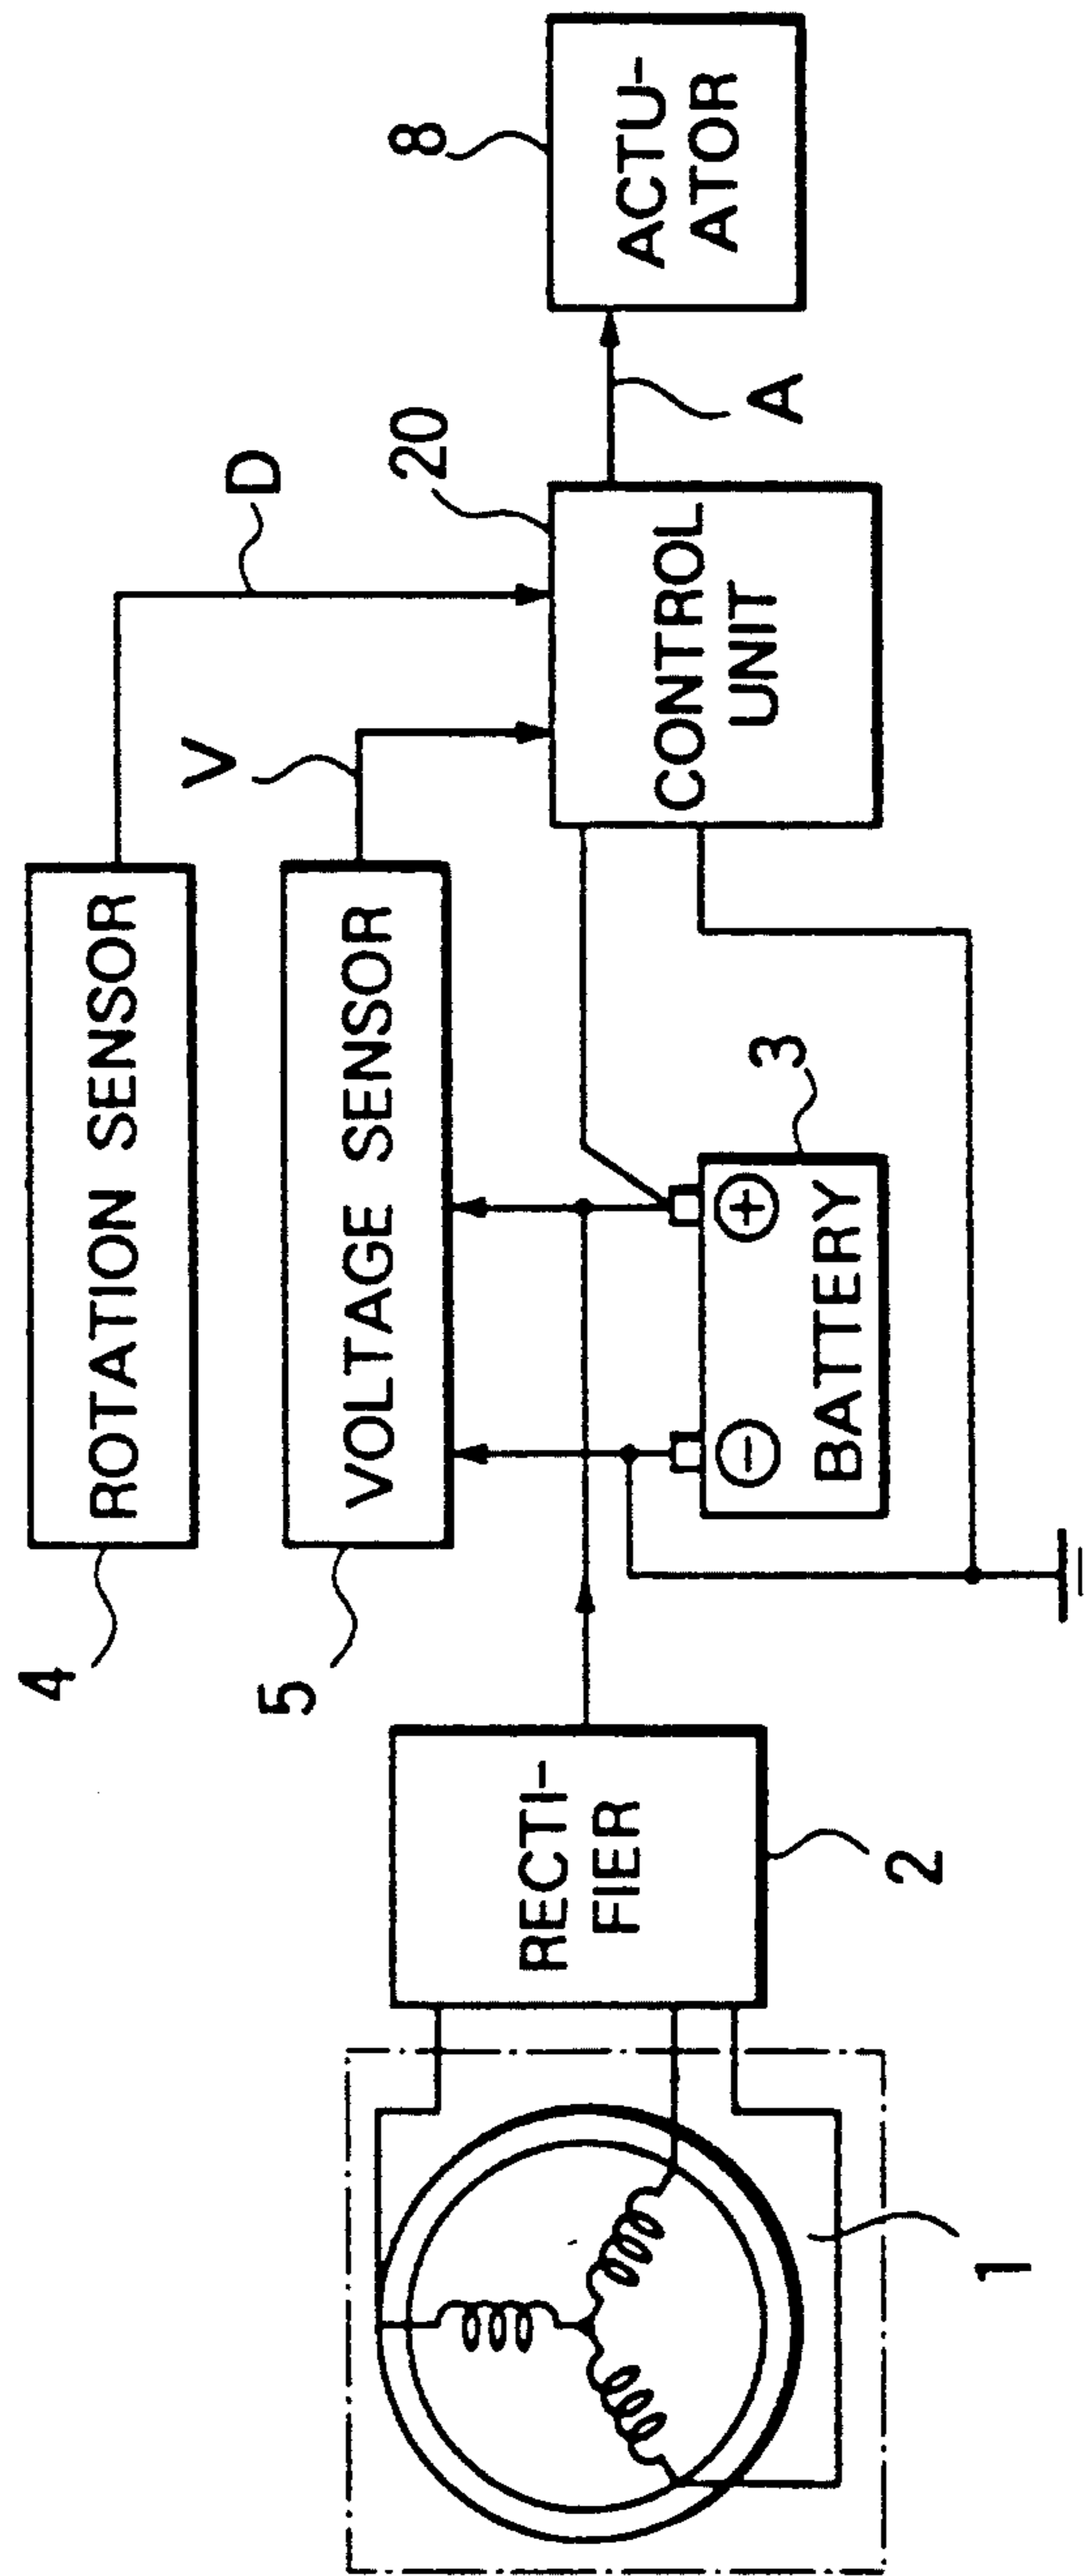 4
ROTATION SENSOR
D
5
VOLTAGE SENSOR
V
20
8
RECTI-
FIER
2
1
⊖ ⊕
BATTERY
3
CONTROL
UNIT
A
ACTU-
ATOR